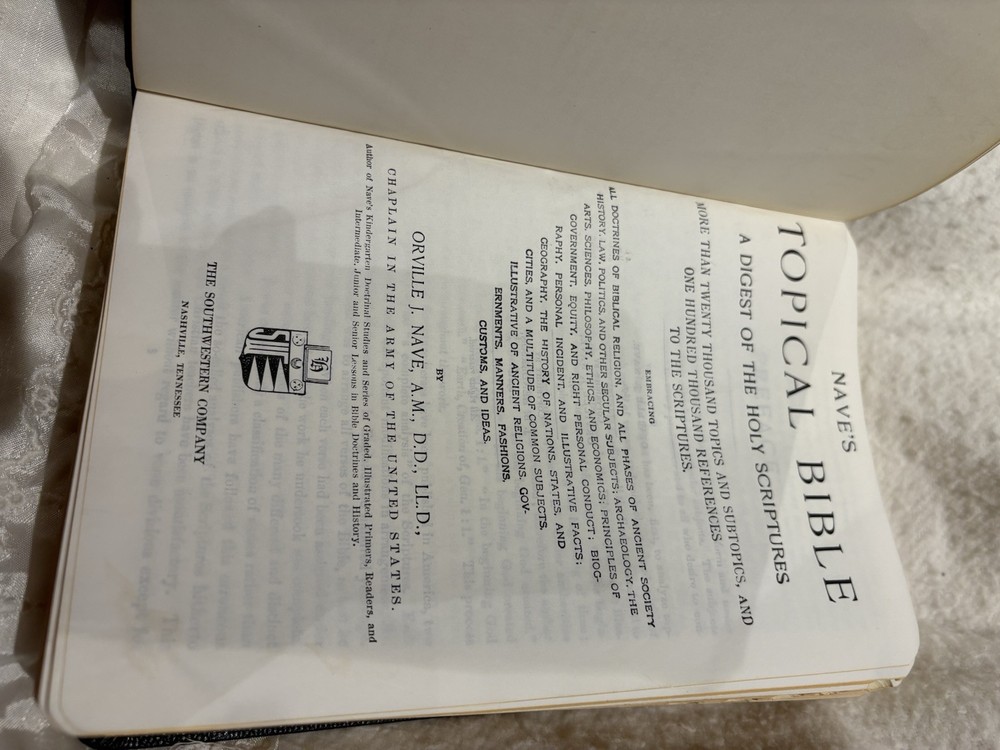 NAVE'S
TOPICAL BIBLE
A DIGEST OF THE HOLY SCRIPTURES
MORE THAN TWENTY THOUSAND TOPICS AND SUBTOPICS, AND
ONE HUNDRED THOUSAND REFERENCES
TO THE SCRIPTURES.
EMBRACING
ALL DOCTRINES OF BIBLICAL RELIGION, AND ALL PHASES OF ANCIENT SOCIETY
HISTORY, LAW, POLITICS, AND OTHER SECULAR SUBJECTS; ARCHAEOLOGY, THE
ARTS, SCIENCES, PHILOSOPHY, ETHICS, AND ECONOMICS; PRINCIPLES OF
GOVERNMENT, EQUITY, AND RIGHT PERSONAL CONDUCT; BIOG-
RAPHY, PERSONAL INCIDENT, AND ILLUSTRATIVE FACTS;
GEOGRAPHY, THE HISTORY OF NATIONS, STATES, AND
CITIES, AND A MULTITUDE OF COMMON SUBJECTS,
ILLUSTRATIVE OF ANCIENT RELIGIONS, GOV-
ERNMENTS, MANNERS, FASHIONS,
CUSTOMS, AND IDEAS.
BY
ORVILLE J. NAVE, A.M., D.D., LL.D.,
CHAPLAIN IN THE ARMY OF THE UNITED STATES.
Author of Nave's Kindergarten Doctrinal Studies and Series of Graded, Illustrated Primers, Readers, and
Intermediate, Junior and Senior Lessons in Bible Doctrines and History.
THE SOUTHWESTERN COMPANY
NASHVILLE, TENNESSEE